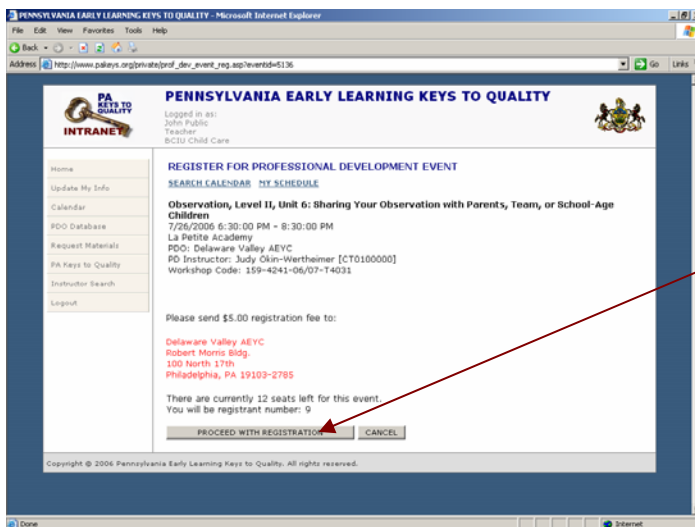 PENNSYLVANIA EARLY LEARNING KEYS TO QUALITY - Microsoft Internet Explorer
File Edit View Favorites Tools Help
Back
Address http://www.pakeys.org/private/prof_dev_event_reg.asp?eventid=5136 Go Links
PA
KEYS TO
QUALITY
INTRANET
PENNSYLVANIA EARLY LEARNING KEYS TO QUALITY
Logged in as:
John Public
Teacher
BCIU Child Care
Home
Update My Info
Calendar
PDO Database
Request Materials
PA Keys to Quality
Instructor Search
Logout
REGISTER FOR PROFESSIONAL DEVELOPMENT EVENT
SEARCH CALENDAR MY SCHEDULE
Observation, Level II, Unit 6: Sharing Your Observation with Parents, Team, or School-Age
Children
7/26/2006 6:30:00 PM - 8:30:00 PM
La Petite Academy
PDO: Delaware Valley AEYC
PD Instructor: Judy Okin-Wertheimer [CT0100000]
Workshop Code: 159-4241-06/07-T4031
Please send $5.00 registration fee to:
Delaware Valley AEYC
Robert Morris Bldg.
100 North 17th
Philadelphia, PA 19103-2785
There are currently 12 seats left for this event.
You will be registrant number: 9
PROCEED WITH REGISTRATION CANCEL
Copyright @ 2006 Pennsylvania Early Learning Keys to Quality. All rights reserved.
Done Internet